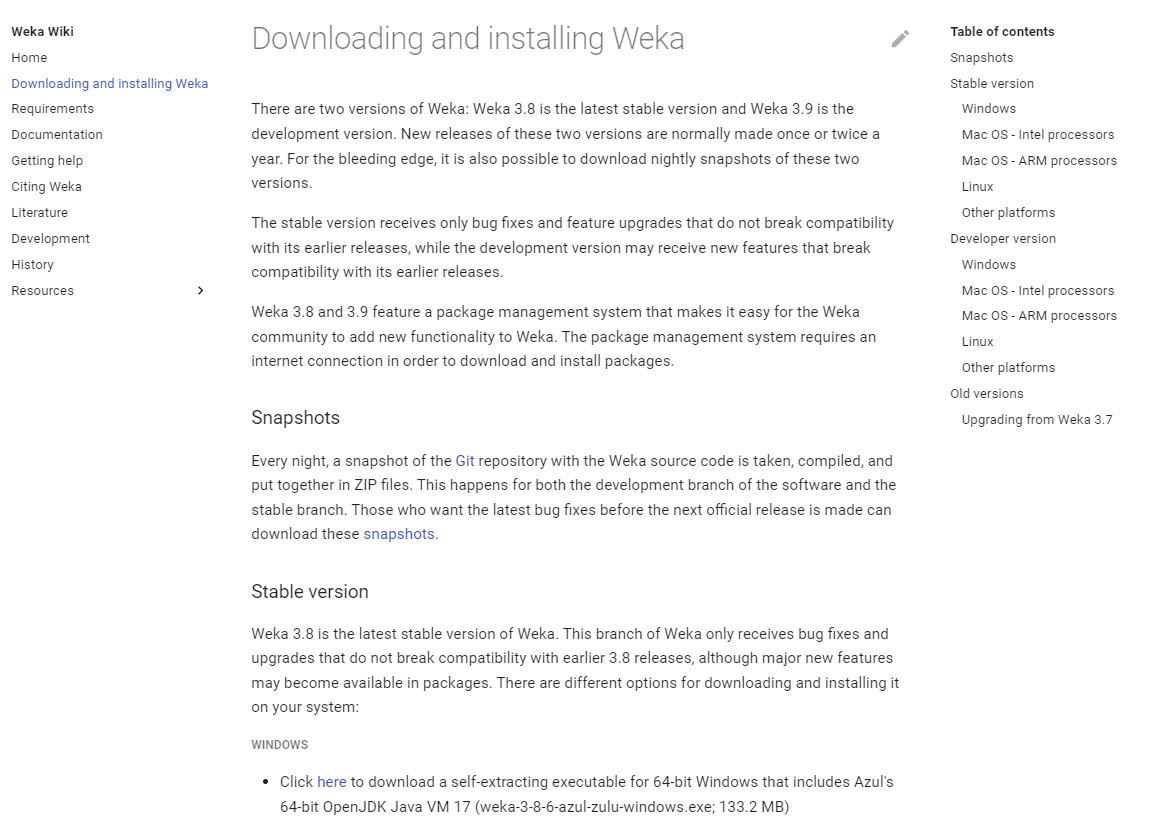 Weka Wiki
Home
Downloading and installing Weka
Requirements
Documentation
Getting help
Citing Weka
Literature
Development
History
Resources
Downloading and installing Weka
There are two versions of Weka: Weka 3.8 is the latest stable version and Weka 3.9 is the
development version. New releases of these two versions are normally made once or twice a
year. For the bleeding edge, it is also possible to download nightly snapshots of these two
versions.
The stable version receives only bug fixes and feature upgrades that do not break compatibility
with its earlier releases, while the development version may receive new features that break
compatibility with its earlier releases.
Weka 3.8 and 3.9 feature a package management system that makes it easy for the Weka
community to add new functionality to Weka. The package management system requires an
internet connection in order to download and install packages.
Snapshots
Every night, a snapshot of the Git repository with the Weka source code is taken, compiled, and
put together in ZIP files. This happens for both the development branch of the software and the
stable branch. Those who want the latest bug fixes before the next official release is made can
download these snapshots.
Stable version
Weka 3.8 is the latest stable version of Weka. This branch of Weka only receives bug fixes and
upgrades that do not break compatibility with earlier 3.8 releases, although major new features
may become available in packages. There are different options for downloading and installing it
on your system:
WINDOWS
• Click here to download a self-extracting executable for 64-bit Windows that includes Azul's
64-bit OpenJDK Java VM 17 (weka-3-8-6-azul-zulu-windows.exe; 133.2 MB)
Table of contents
Snapshots
Stable version
Windows
Mac OS - Intel processors
Mac OS - ARM processors
Linux
Other platforms
Developer version
Windows
Mac OS - Intel processors
Mac OS - ARM processors
Linux
Other platforms
Old versions
Upgrading from Weka 3.7